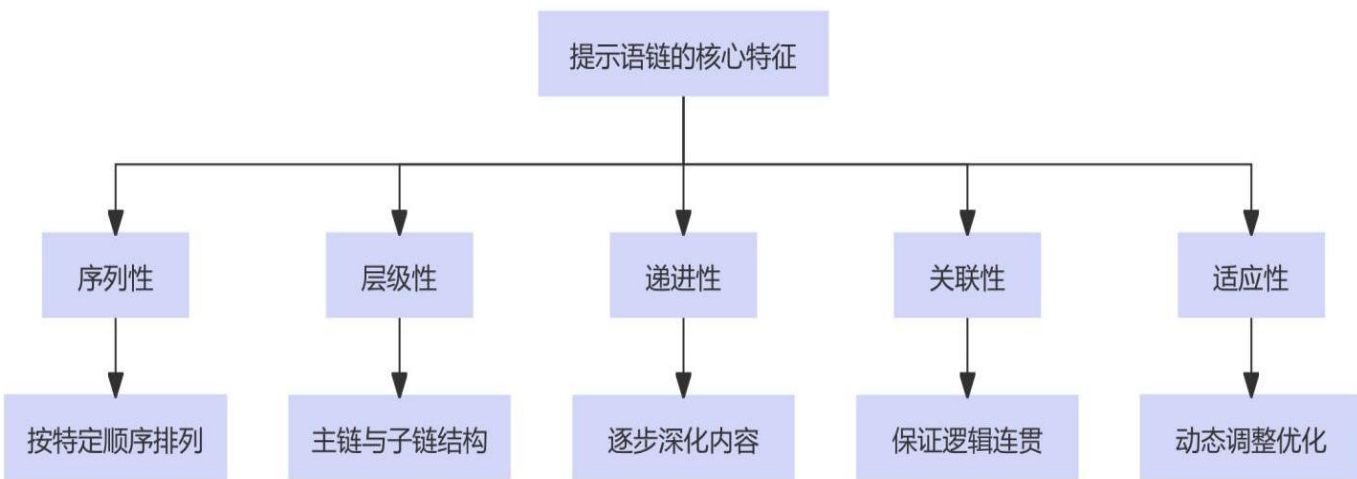 提示语链的核心特征
序列性
层级性
递进性
关联性
适应性
按特定顺序排列
主链与子链结构
逐步深化内容
保证逻辑连贯
动态调整优化